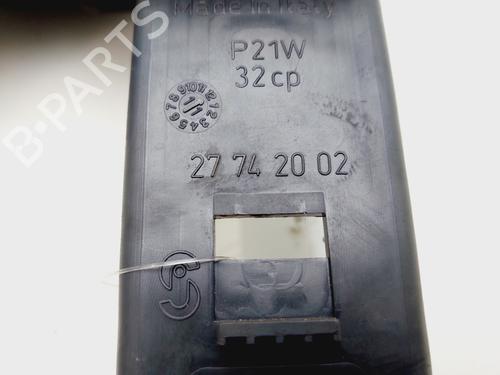 Made in Italy
P21W
32cp
27 74 20 02
B-PARTS